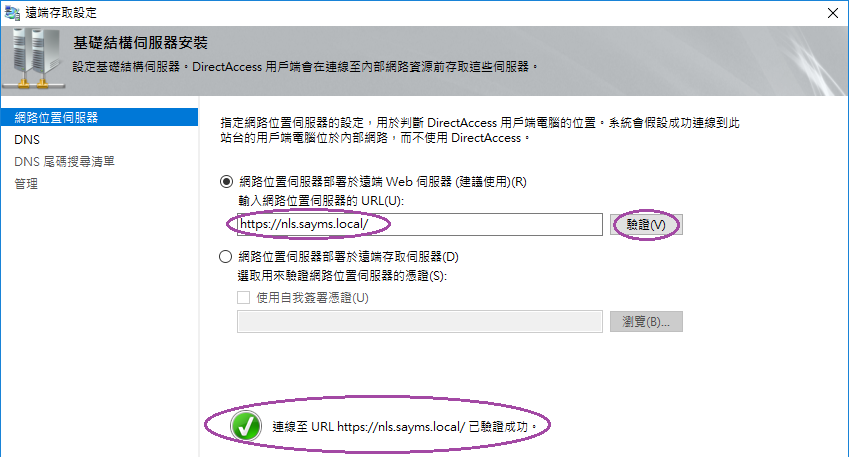 遠端存取設定
基礎結構伺服器安裝
設定基礎結構伺服器。DirectAccess 用戶端會在連線至內部網路資源前存取這些伺服器。
網路位置伺服器
DNS
DNS 尾碼搜尋清單
管理
指定網路位置伺服器的設定，用於判斷 DirectAccess 用戶端電腦的位置。系統會假設成功連線到此
站台的用戶端電腦位於內部網路，而不使用 DirectAccess。
網路位置伺服器部署於遠端 Web 伺服器 (建議使用)(R)
輸入網路位置伺服器的 URL(U):
https://nls.sayms.local/
驗證(V)
網路位置伺服器部署於遠端存取伺服器(D)
選取用來驗證網路位置伺服器的憑證(S):
使用自我簽署憑證(U)
瀏覽(B)...
連線至 URL https://nls.sayms.local/ 已驗證成功。